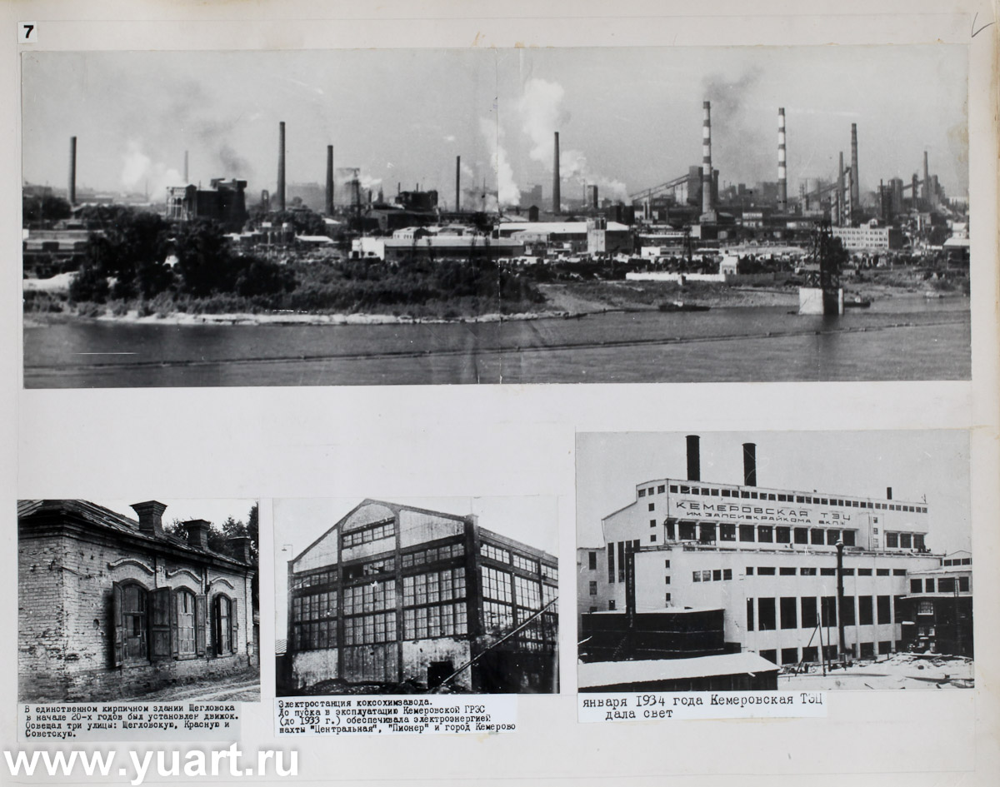 7
КЕМЕРОВСКАЯ ТЭЦ
ИМ. ЗАПСИБКРАЙКОМА ВКП/б
В единственном кирпичном здании Щегловска
в начале 20-х годов был установлен движок.
Освещал три улицы: Щегловскую, Красную и
Советскую.
Электростанция коксохимзавода.
До пуска в эксплуатацию Кемеровской ГРЭС
(до 1933 г.) обеспечивала электроэнергией
шахты "Центральная", "Пионер" и город Кемерово
января 1934 года Кемеровская ТЭЦ
дала свет
www.yuart.ru